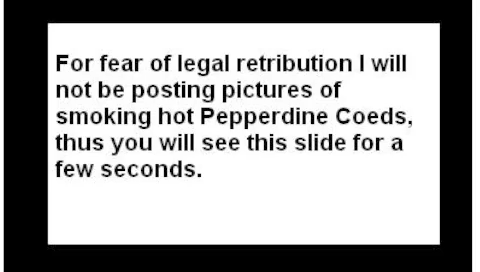 For fear of legal retribution I will
not be posting pictures of
smoking hot Pepperdine Coeds,
thus you will see this slide for a
few seconds.